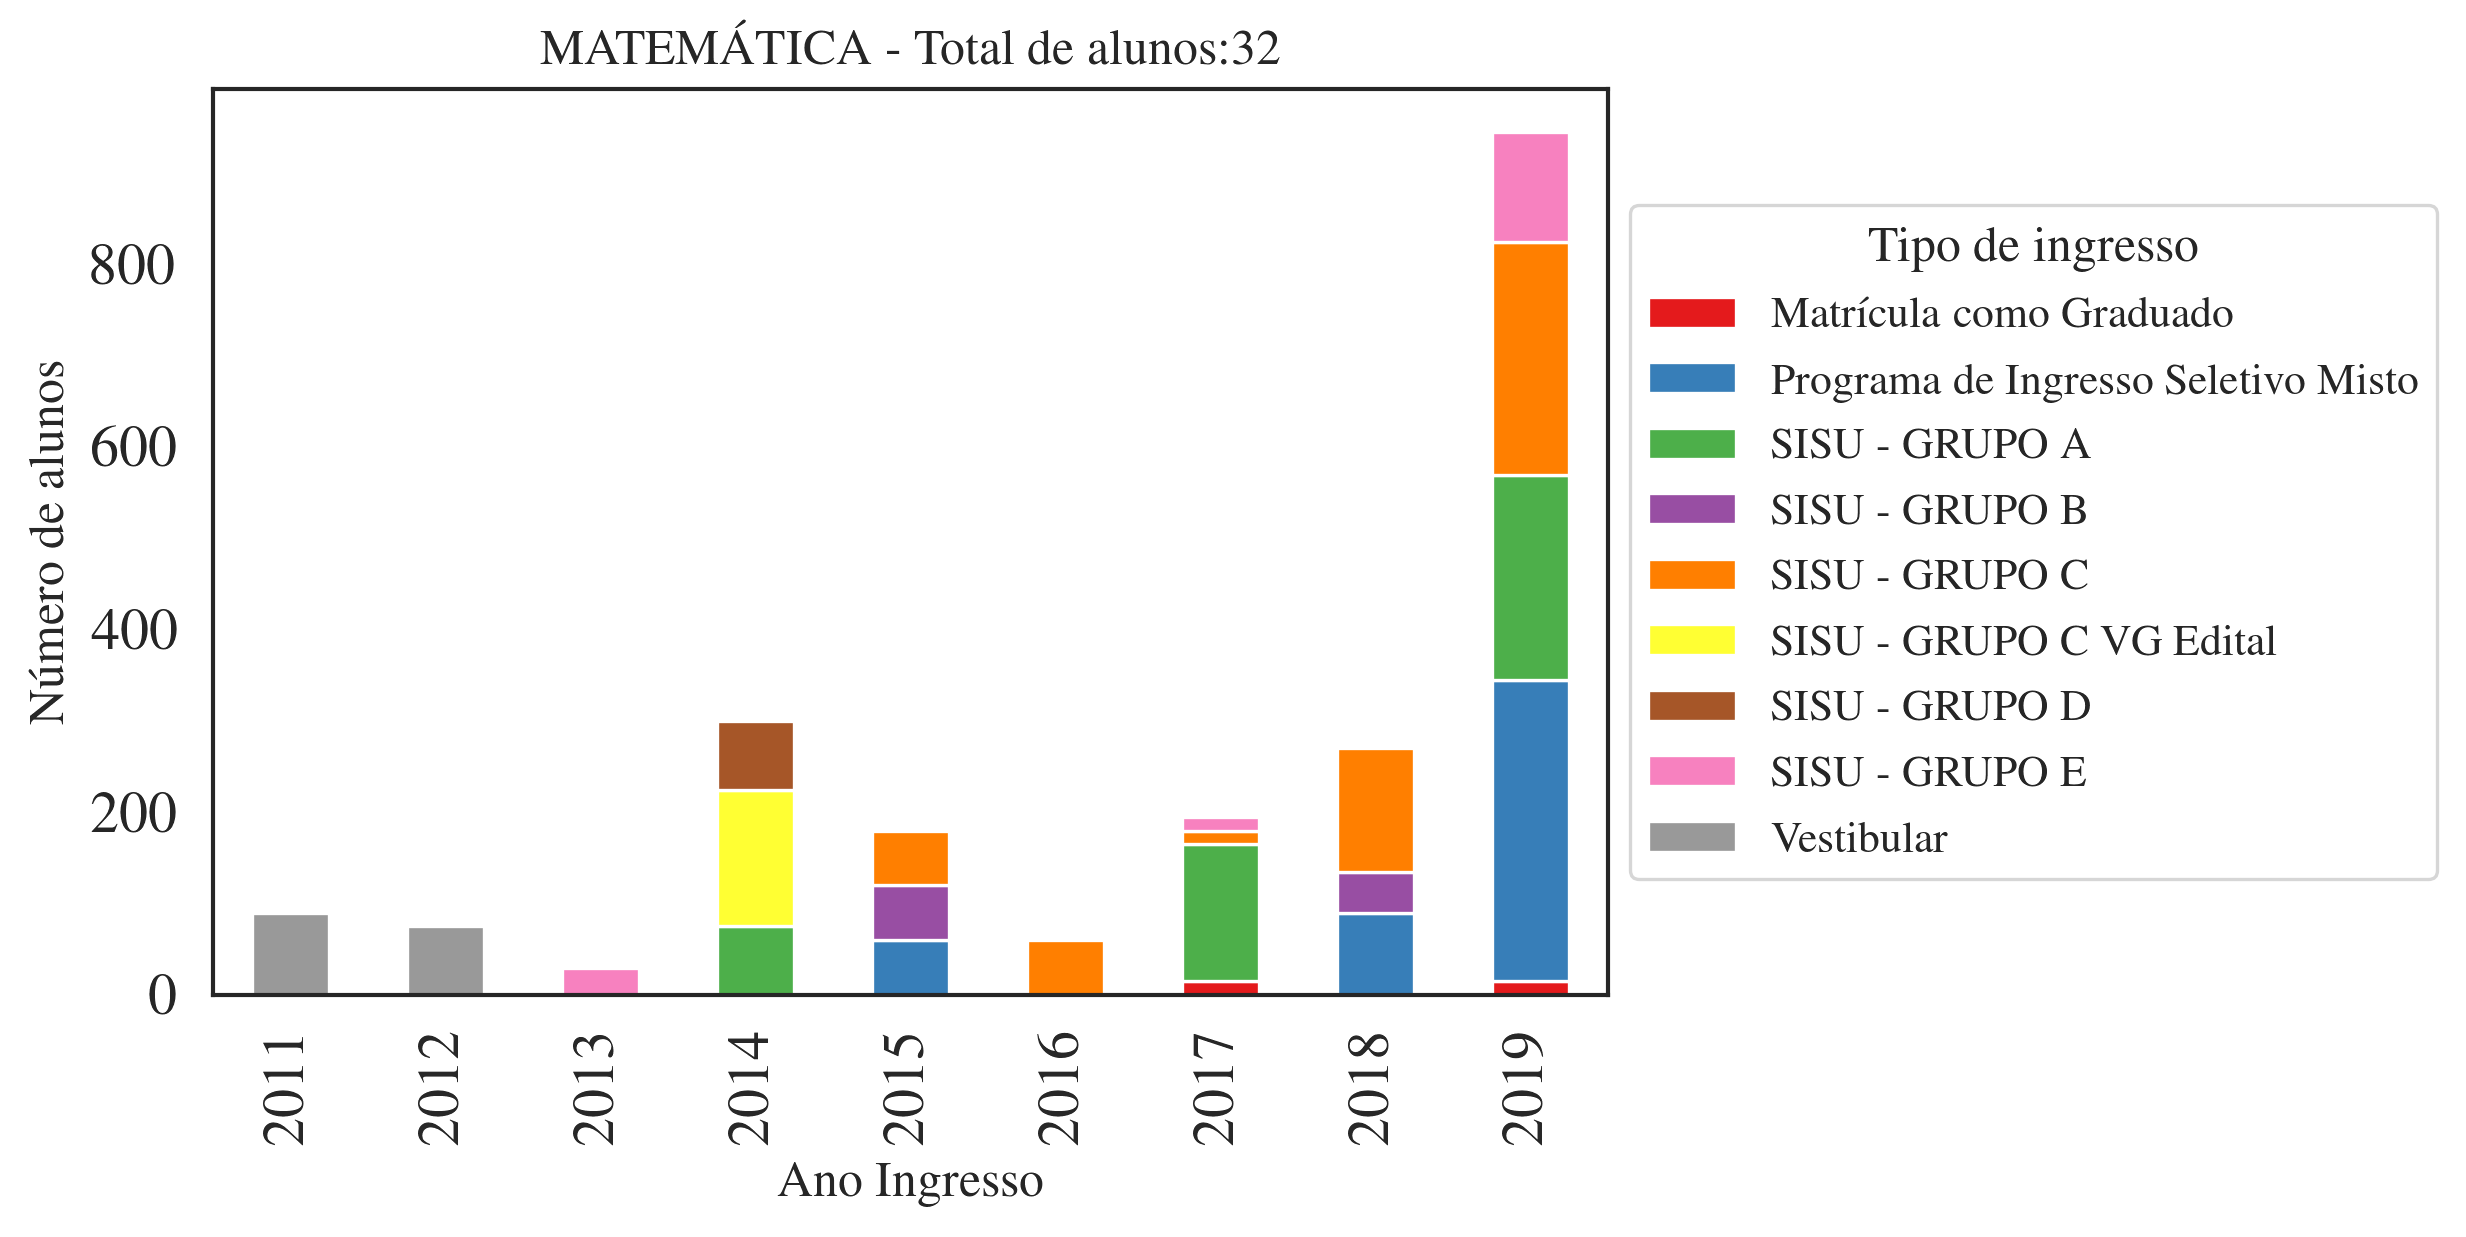 MATEMÁTICA - Total de alunos:32
Número de alunos
800
600
400
200
0
2011
2012
2013
2014
2015
2016
2017
2018
2019
Ano Ingresso
Tipo de ingresso
Matrícula como Graduado
Programa de Ingresso Seletivo Misto
SISU - GRUPO A
SISU - GRUPO B
SISU - GRUPO C
SISU - GRUPO C VG Edital
SISU - GRUPO D
SISU - GRUPO E
Vestibular